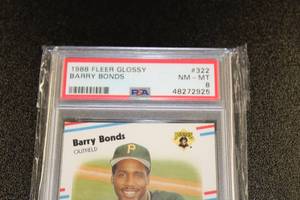 1988 FLEER GLOSSY #322
BARRY BONDS NM - MT
8
PSA 48272925
Barry Bonds
OUTFIELD
P